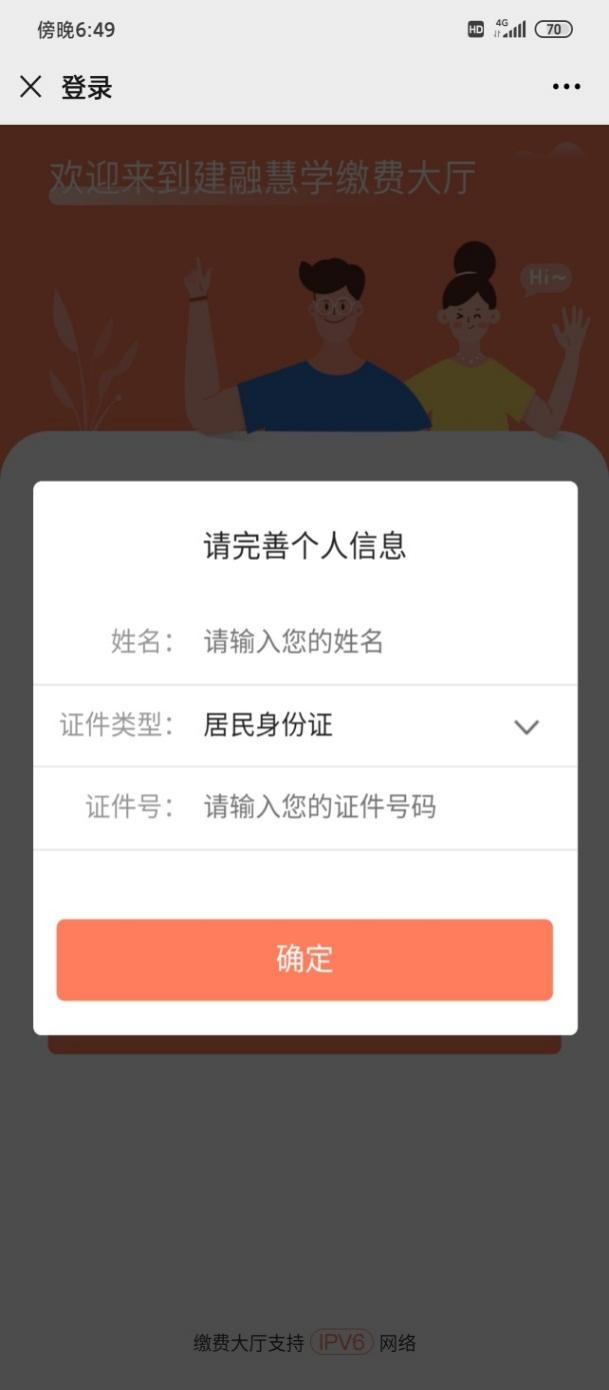 傍晚6:49
HD 4G 70
登录
欢迎来到建融慧学缴费大厅
Hi~
请完善个人信息
姓名： 请输入您的姓名
证件类型： 居民身份证
证件号： 请输入您的证件号码
确定
缴费大厅支持 IPV6 网络